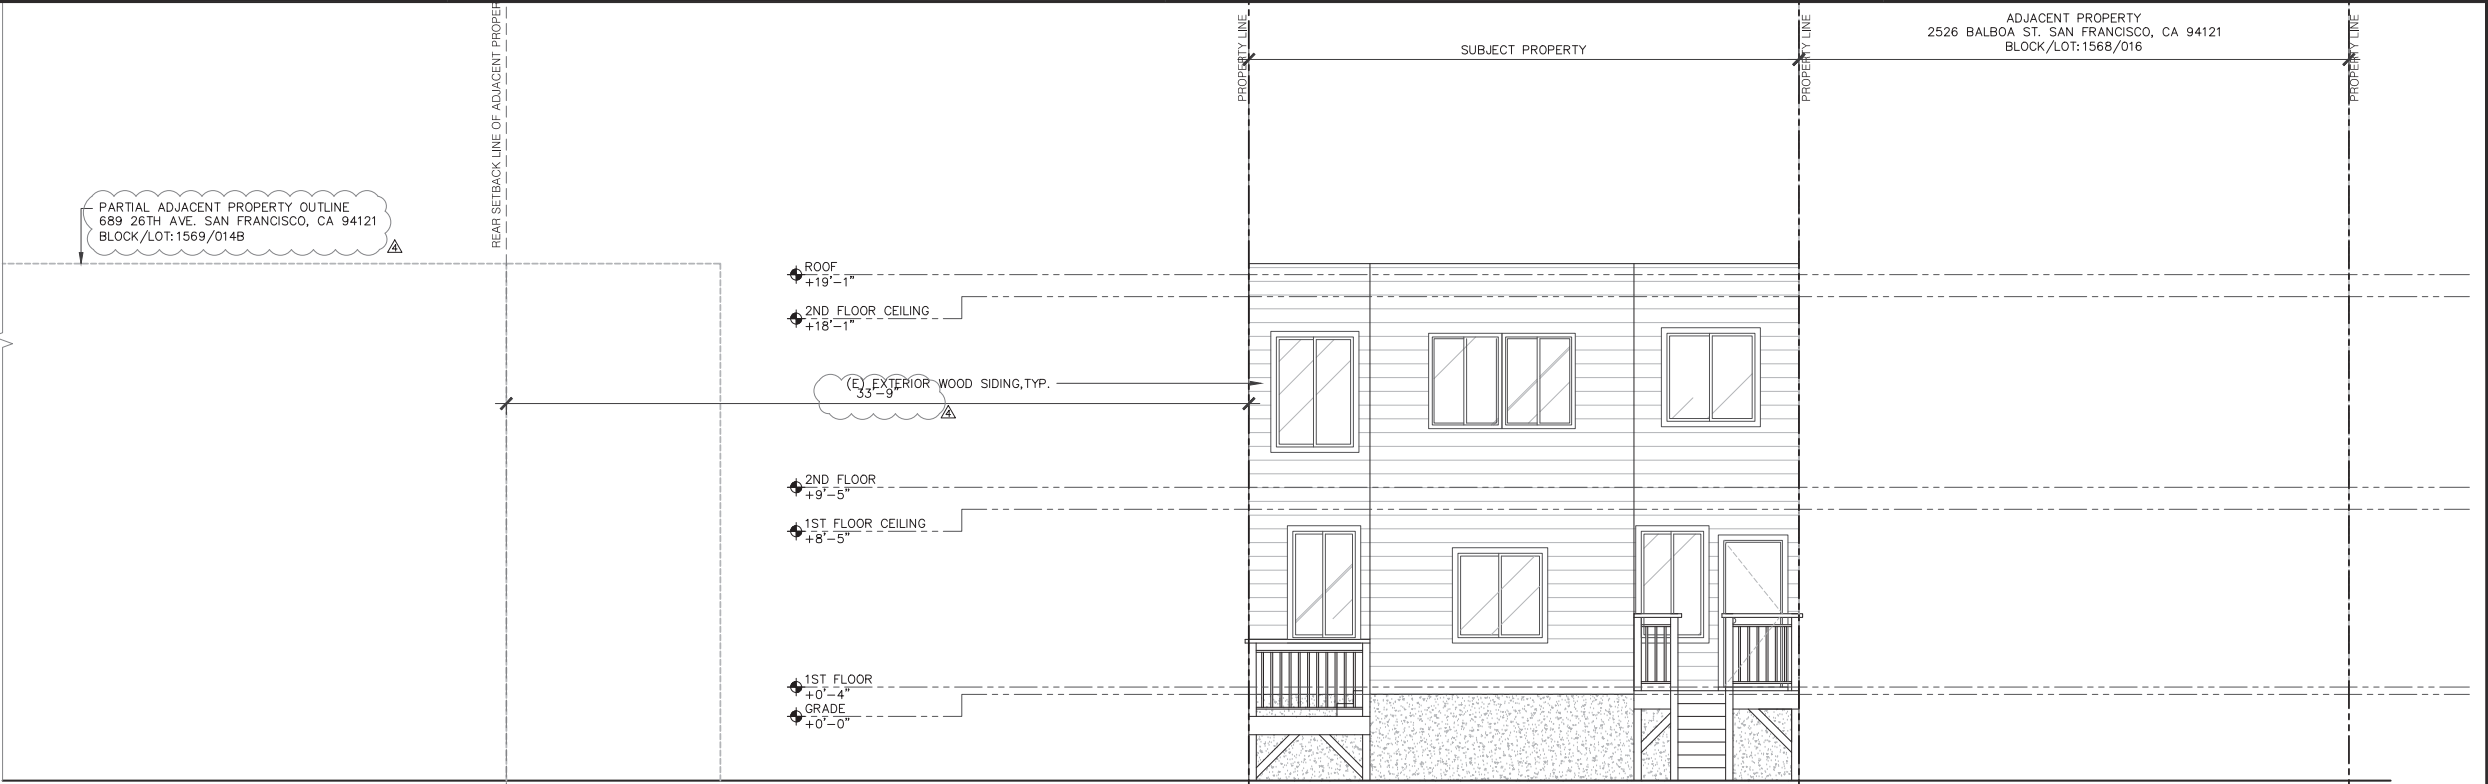 REAR SETBACK LINE OF ADJACENT PROPER
PROPERTY LINE
SUBJECT PROPERTY
PROPERTY LINE
ADJACENT PROPERTY
2526 BALBOA ST. SAN FRANCISCO, CA 94121
BLOCK/LOT:1568/016
PROPERTY LINE
PARTIAL ADJACENT PROPERTY OUTLINE
689 26TH AVE. SAN FRANCISCO, CA 94121
BLOCK/LOT:1569/014B
4
ROOF
+19'-1"
2ND FLOOR CEILING
+18'-1"
(E) EXTERIOR WOOD SIDING,TYP.
33'-9"
4
2ND FLOOR
+9'-5"
1ST FLOOR CEILING
+8'-5"
1ST FLOOR
+0'-4"
GRADE
+0'-0"